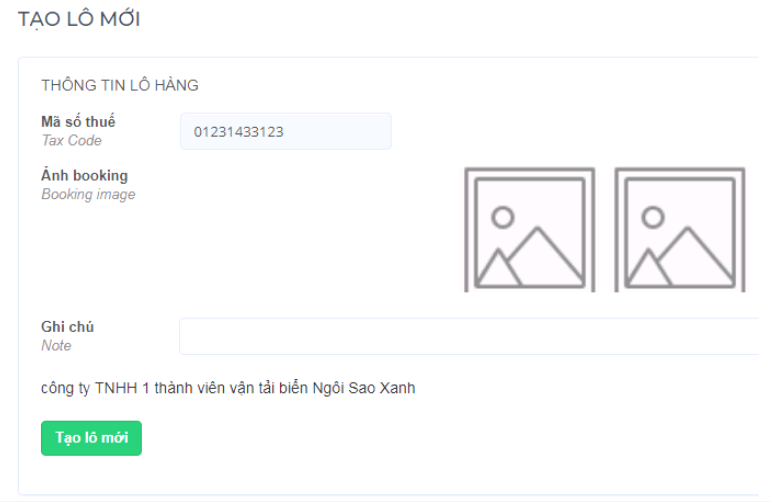 TẠO LÔ MỚI
THÔNG TIN LÔ HÀNG
Mã số thuế
Tax Code
01231433123
Ảnh booking
Booking image
Ghi chú
Note
công ty TNHH 1 thành viên vận tải biển Ngôi Sao Xanh
Tạo lô mới